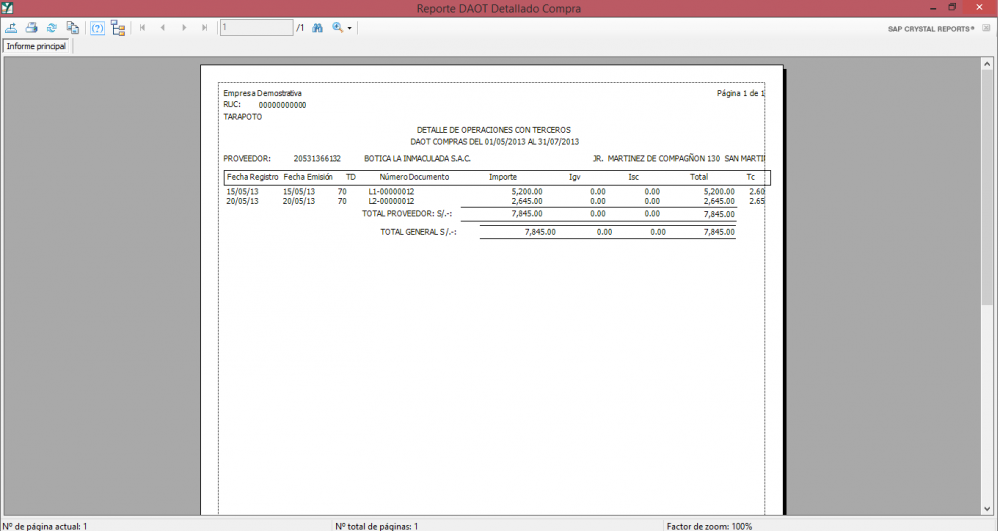 Reporte DAOT Detallado Compra
1 /1 SAP CRYSTAL REPORTS®
Informe principal
Empresa Demostrativa Página 1 de 1
RUC: 00000000000
TARAPOTO
DETALLE DE OPERACIONES CON TERCEROS
DAOT COMPRAS DEL 01/05/2013 AL 31/07/2013
PROVEEDOR: 20531366132 BOTICA LA INMACULADA S.A.C. JR. MARTINEZ DE COMPAGÑON 130 SAN MARTI
Fecha Registro Fecha Emisión TD Número Documento Importe Igv Isc Total Tc
15/05/13 15/05/13 70 L1-00000012 5,200.00 0.00 0.00 5,200.00 2.60
20/05/13 20/05/13 70 L2-00000012 2,645.00 0.00 0.00 2,645.00 2.65
TOTAL PROVEEDOR: S/.-: 7,845.00 0.00 0.00 7,845.00
TOTAL GENERAL S/.-: 7,845.00 0.00 0.00 7,845.00
Nº de página actual: 1 Nº total de páginas: 1 Factor de zoom: 100%